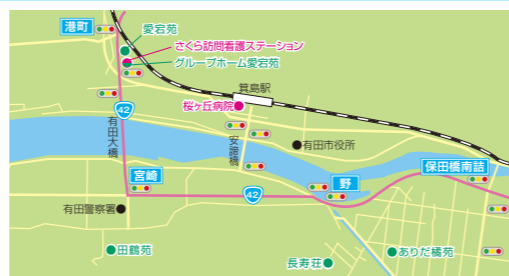 港町
愛宕苑
さくら訪問看護ステーション
グループホーム愛宕苑
箕島駅
桜ヶ丘病院
42
有田大橋
安諦橋
有田市役所
保田橋南詰
宮崎
野
42
有田警察署
田鶴苑
長寿荘
ありだ橘苑